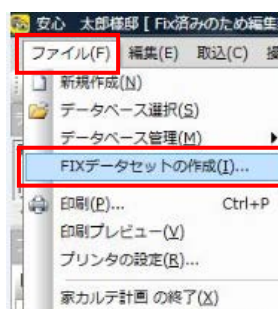 安心 太郎様邸 [ Fix済みのため編集
ファイル(F) 編集(E) 取込(C)
新規作成(N)
データベース選択(S)
データベース管理(M)
FIXデータセットの作成(I)...
印刷(P)... Ctrl+P
印刷プレビュー(V)
プリンタの設定(R)...
家カルテ計画 の終了(X)